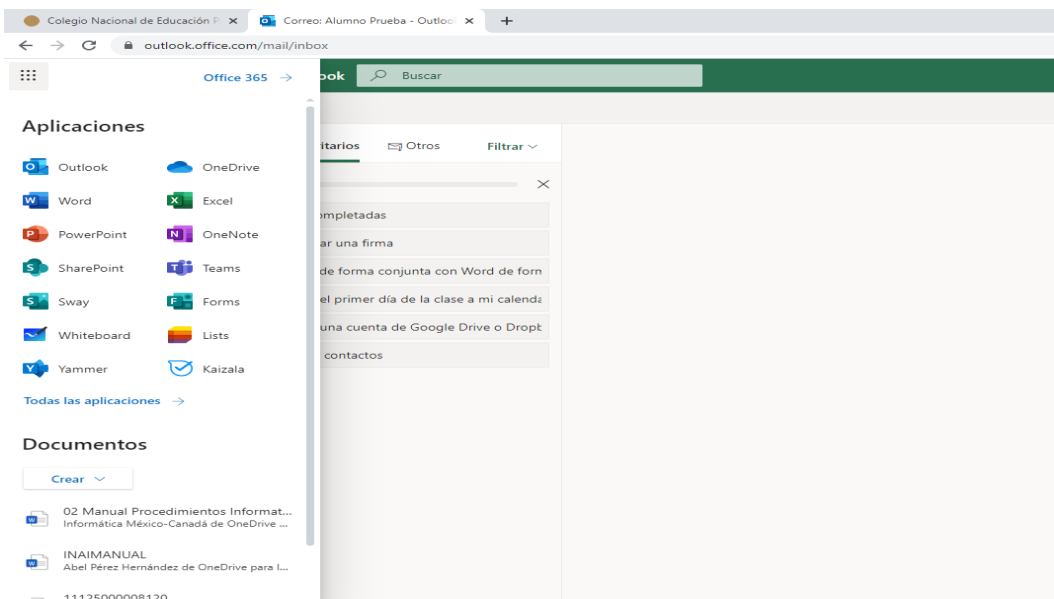 Colegio Nacional de Educación P
Correo: Alumno Prueba - Outloo
outlook.office.com/mail/inbox
Office 365 →
ook
Buscar
Aplicaciones
itarios
Otros
Filtrar
Outlook
OneDrive
Word
Excel
PowerPoint
OneNote
SharePoint
Teams
Sway
Forms
Whiteboard
Lists
Yammer
Kaizala
Todas las aplicaciones →
ompletadas
ar una firma
de forma conjunta con Word de forn
el primer día de la clase a mi calenda
una cuenta de Google Drive o Dropb
contactos
Documentos
Crear
02 Manual Procedimientos Informat...
Informática México-Canadá de OneDrive ...
INAIMANUAL
Abel Pérez Hernández de OneDrive para l...
11125000008120